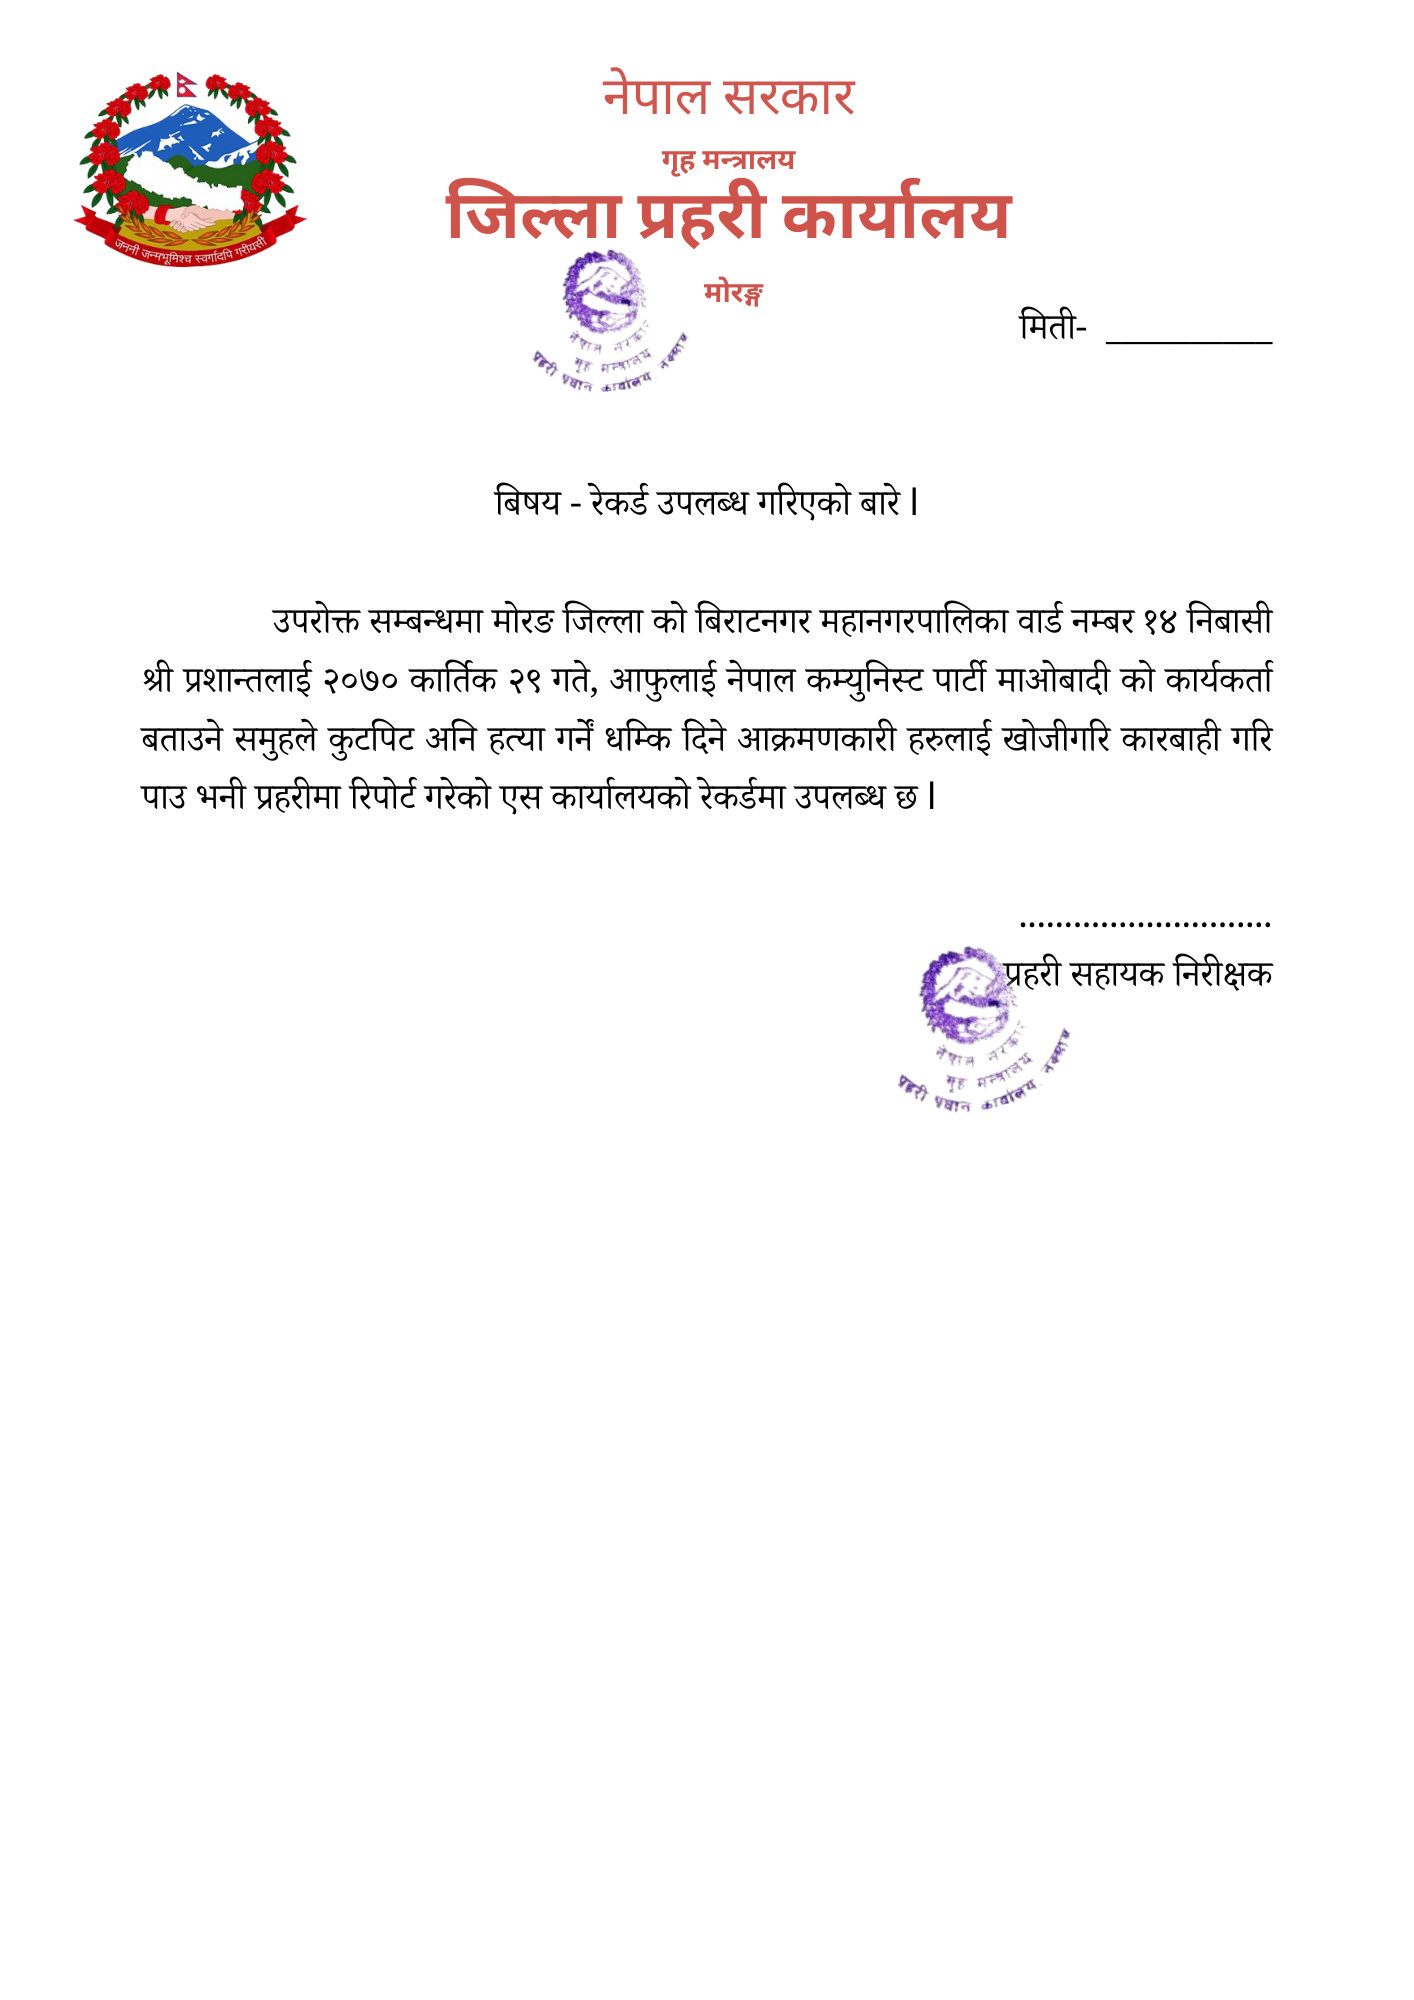 नेपाल सरकार
गृह मन्त्रालय
जिल्ला प्रहरी कार्यालय
मोरङ्ग
जननी जन्मभूमिश्च स्वर्गादपि गरीयसी
नेपाल सरकार
गृह मन्त्रालय
प्रहरी प्रधान कार्यालय, नक्साल
मिती- _________
बिषय - रेकर्ड उपलब्ध गरिएको बारे ।
उपरोक्त सम्बन्धमा मोरङ जिल्ला को बिराटनगर महानगरपालिका वार्ड नम्बर १४ निबासी
श्री प्रशान्तलाई २०७० कार्तिक २९ गते, आफुलाई नेपाल कम्युनिस्ट पार्टी माओबादी को कार्यकर्ता
बताउने समुहले कुटपिट अनि हत्या गर्नें धम्कि दिने आक्रमणकारी हरुलाई खोजीगरि कारबाही गरि
पाउ भनी प्रहरीमा रिपोर्ट गरेको एस कार्यालयको रेकर्डमा उपलब्ध छ ।
............................
प्रहरी सहायक निरीक्षक
नेपाल सरकार
गृह मन्त्रालय
प्रहरी प्रधान कार्यालय, नक्साल